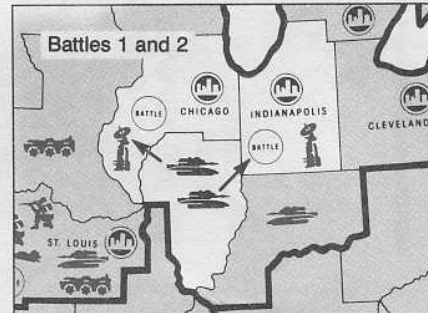 Battles 1 and 2
BATTLE
CHICAGO
INDIANAPOLIS
BATTLE
CLEVELAND
ST. LOUIS